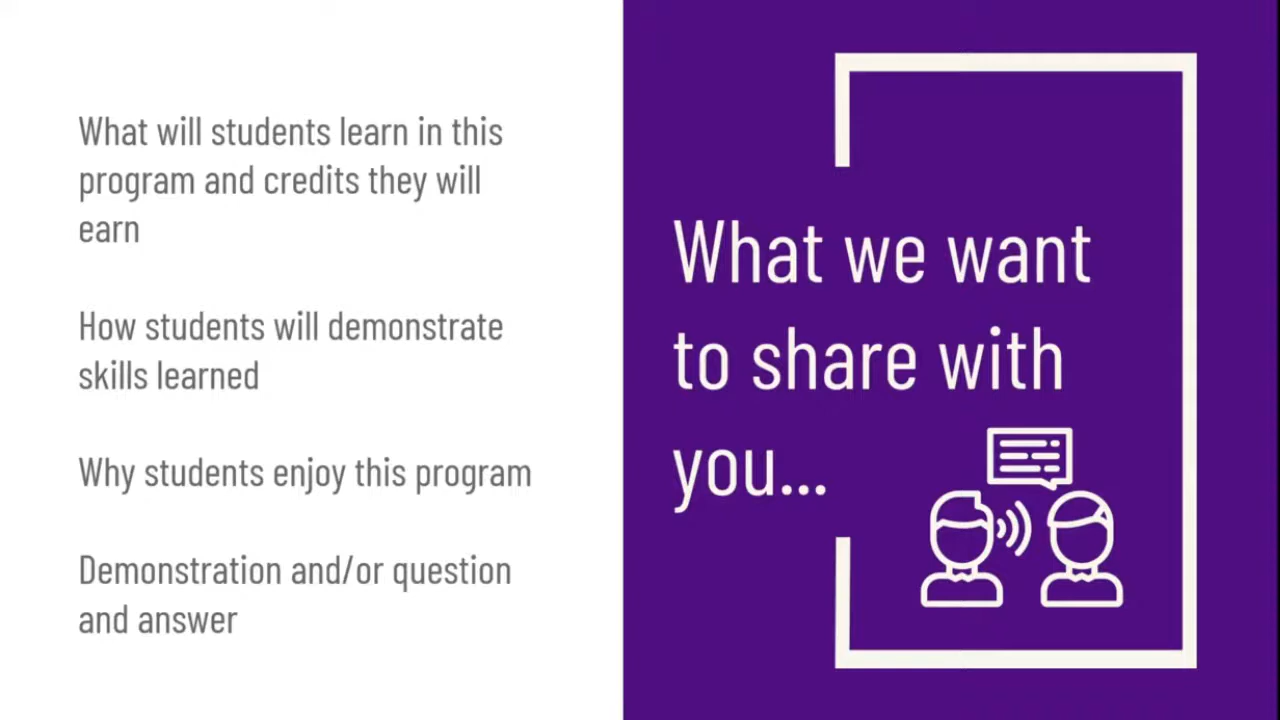 What will students learn in this
program and credits they will
earn
How students will demonstrate
skills learned
Why students enjoy this program
Demonstration and/or question
and answer
What we want
to share with
you...